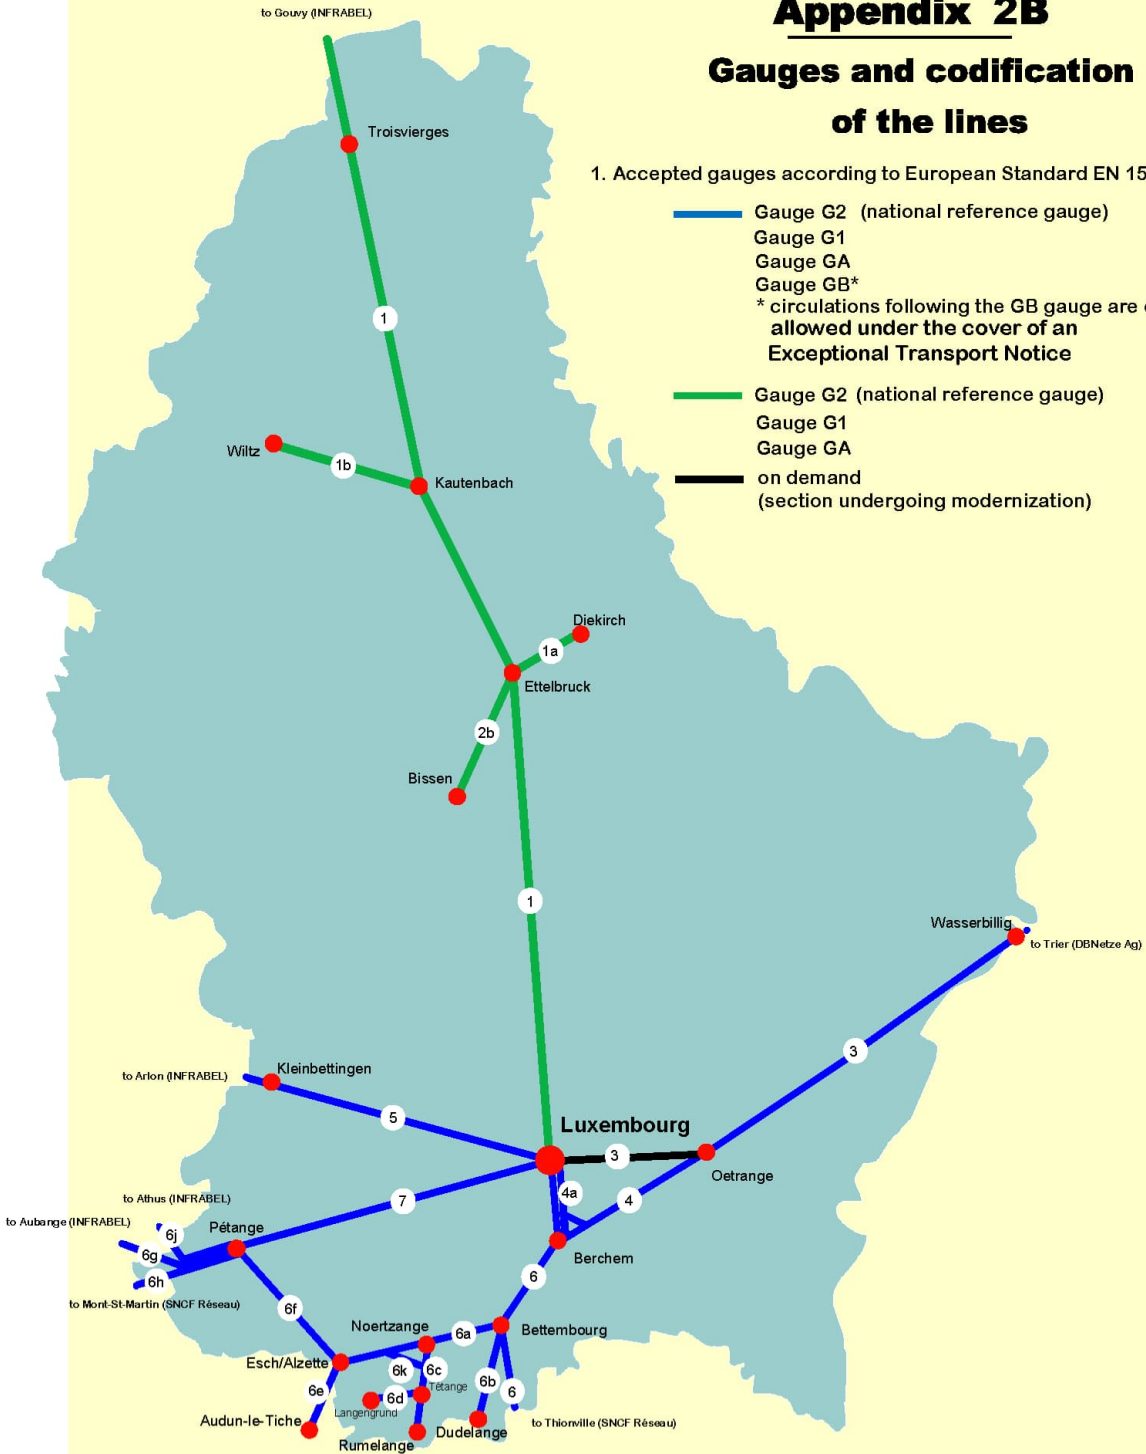 to Gouvy (INFRABEL)
Appendix 2B
Gauges and codification
of the lines
Troisvierges
1. Accepted gauges according to European Standard EN 15
Gauge G2 (national reference gauge)
Gauge G1
Gauge GA
Gauge GB*
* circulations following the GB gauge are
allowed under the cover of an
Exceptional Transport Notice
1
Gauge G2 (national reference gauge)
Gauge G1
Gauge GA
on demand
(section undergoing modernization)
Wiltz
1b
Kautenbach
Diekirch
1a
Ettelbruck
2b
Bissen
1
Wasserbillig
to Trier (DBNetze Ag)
3
Kleinbettingen
to Arlon (INFRABEL)
5
Luxembourg
3
Oetrange
4a
4
7
to Athus (INFRABEL)
to Aubange (INFRABEL)
6j
Pétange
6g
6h
to Mont-St-Martin (SNCF Réseau)
Berchem
6
6f
Noertzange
6a
Bettembourg
Esch/Alzette
6k
6c
6b
6
6e
6d
Tétange
Langengrund
Audun-le-Tiche
Rumelange
Dudelange
to Thionville (SNCF Réseau)